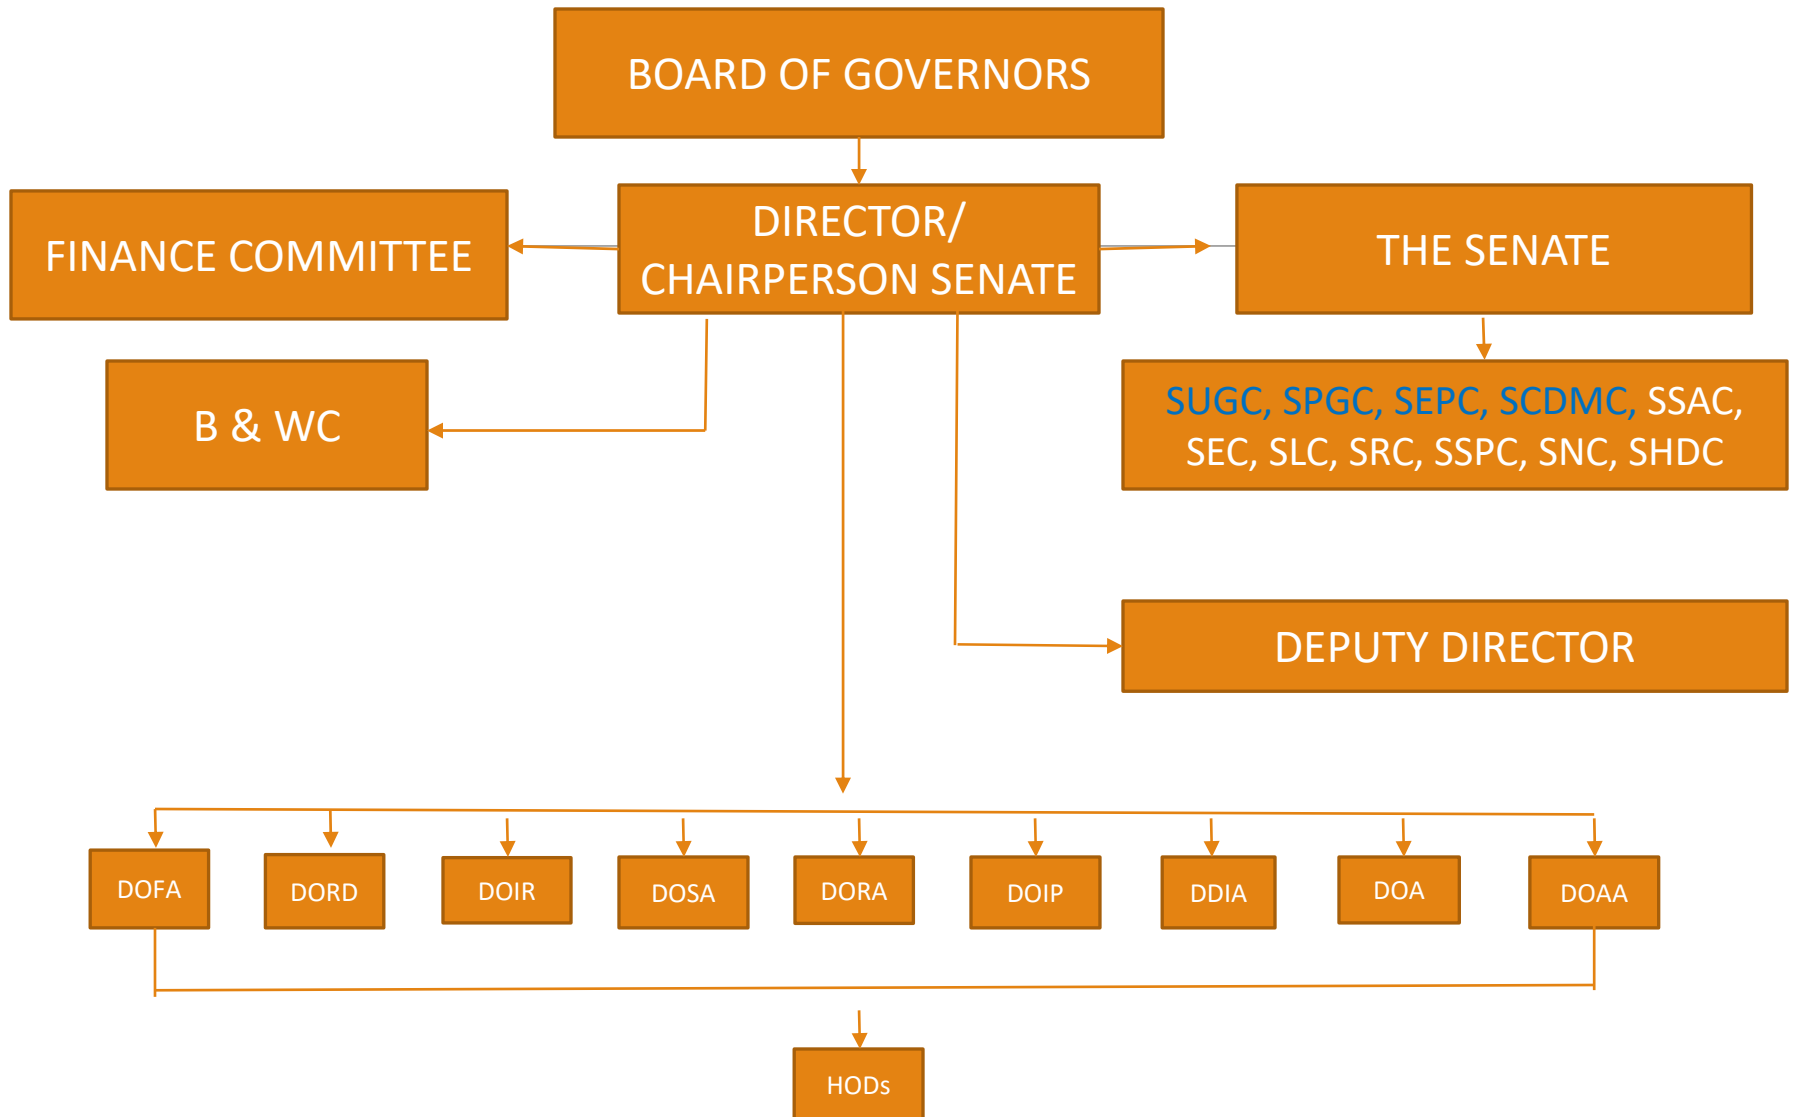 BOARD OF GOVERNORS
FINANCE COMMITTEE
DIRECTOR/
CHAIRPERSON SENATE
THE SENATE
B & WC
SUGC, SPGC, SEPC, SCDMC, SSAC,
SEC, SLC, SRC, SSPC, SNC, SHDC
DEPUTY DIRECTOR
DOFA
DORD
DOIR
DOSA
DORA
DOIP
DDIA
DOA
DOAA
HODs